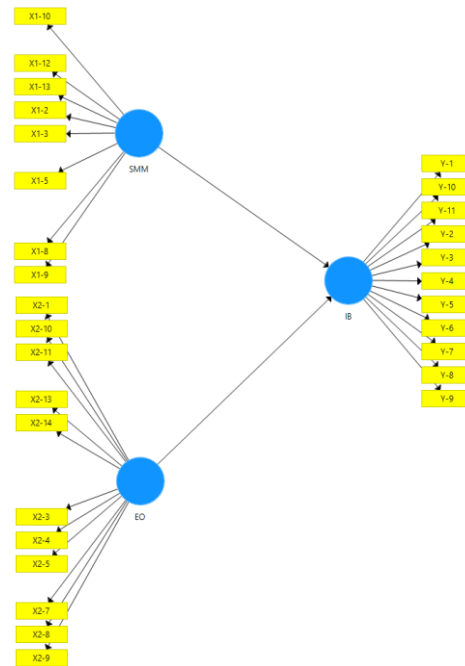 X1-10
X1-12
X1-13
X1-2
X1-3
X1-5
X1-8
X1-9
SMM
X2-1
X2-10
X2-11
X2-13
X2-14
X2-3
X2-4
X2-5
X2-7
X2-8
X2-9
EO
IB
Y-1
Y-10
Y-11
Y-2
Y-3
Y-4
Y-5
Y-6
Y-7
Y-8
Y-9